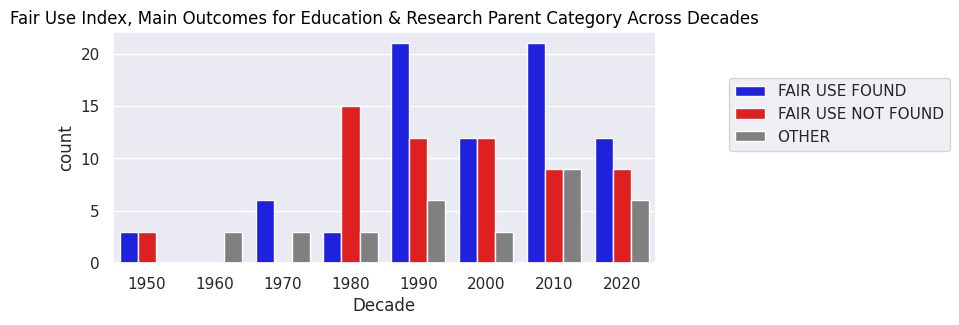 Fair Use Index, Main Outcomes for Education & Research Parent Category Across Decades
20
15
10
5
0
count
1950 1960 1970 1980 1990 2000 2010 2020
Decade
FAIR USE FOUND
FAIR USE NOT FOUND
OTHER